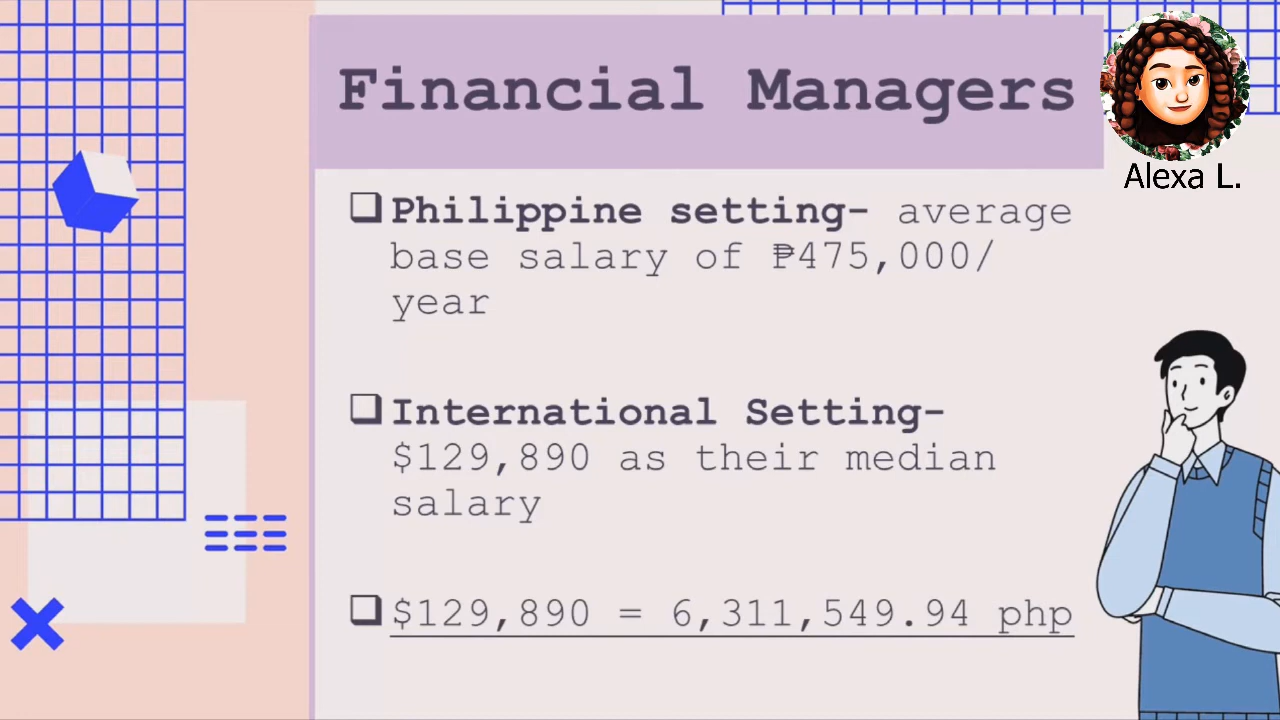 Financial Managers
Alexa L.
❑Philippine setting- average
base salary of ₱475,000/
year
❑International Setting-
$129,890 as their median
salary
❑$129,890 = 6,311,549.94 php